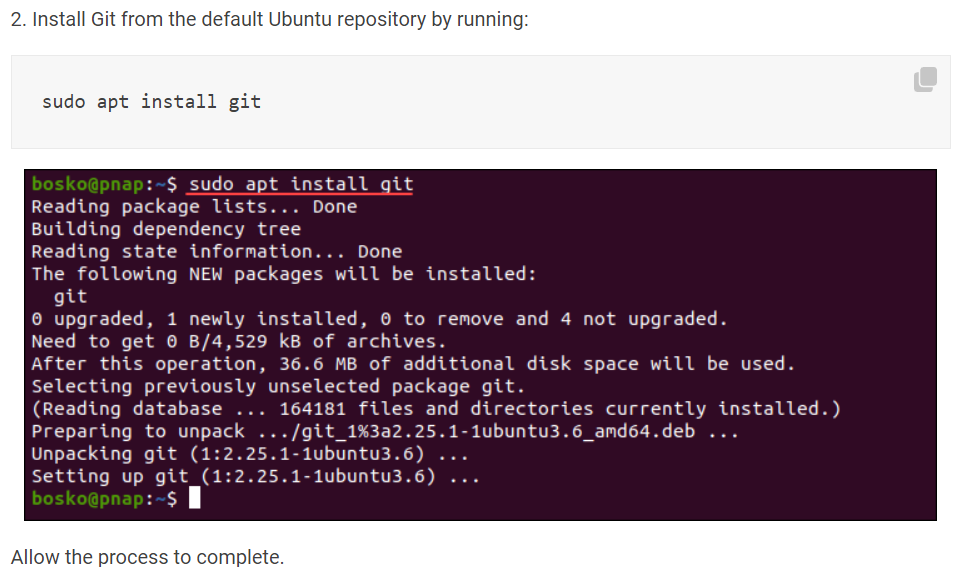 2. Install Git from the default Ubuntu repository by running:
sudo apt install git
bosko@pnap:~$ sudo apt install git
Reading package lists... Done
Building dependency tree
Reading state information... Done
The following NEW packages will be installed:
  git
0 upgraded, 1 newly installed, 0 to remove and 4 not upgraded.
Need to get 0 B/4,529 kB of archives.
After this operation, 36.6 MB of additional disk space will be used.
Selecting previously unselected package git.
(Reading database ... 164181 files and directories currently installed.)
Preparing to unpack .../git_1%3a2.25.1-1ubuntu3.6_amd64.deb ...
Unpacking git (1:2.25.1-1ubuntu3.6) ...
Setting up git (1:2.25.1-1ubuntu3.6) ...
bosko@pnap:~$
Allow the process to complete.